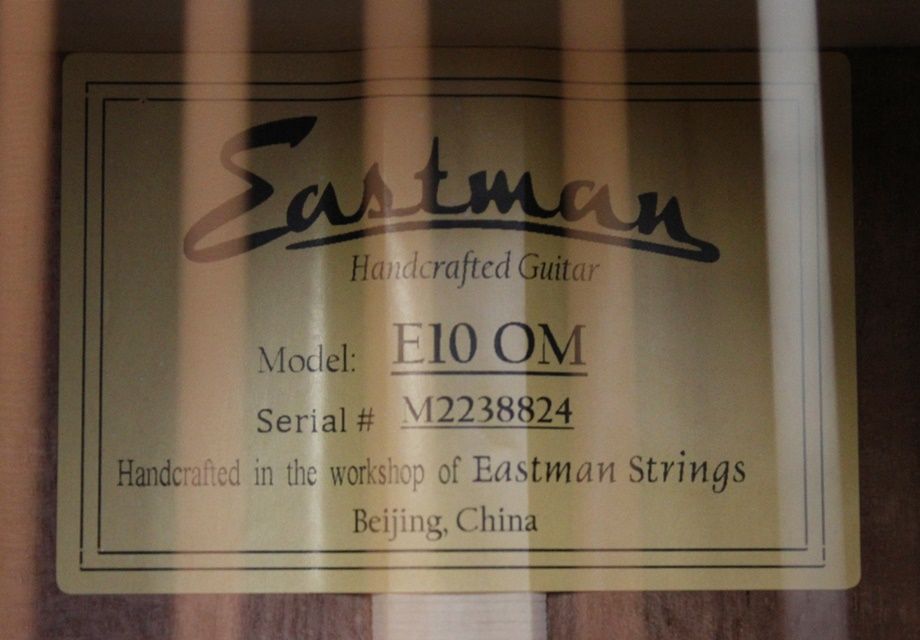 Eastman
Handcrafted Guitar
Model: E10 OM
Serial # M2238824
Handcrafted in the workshop of Eastman Strings
Beijing, China